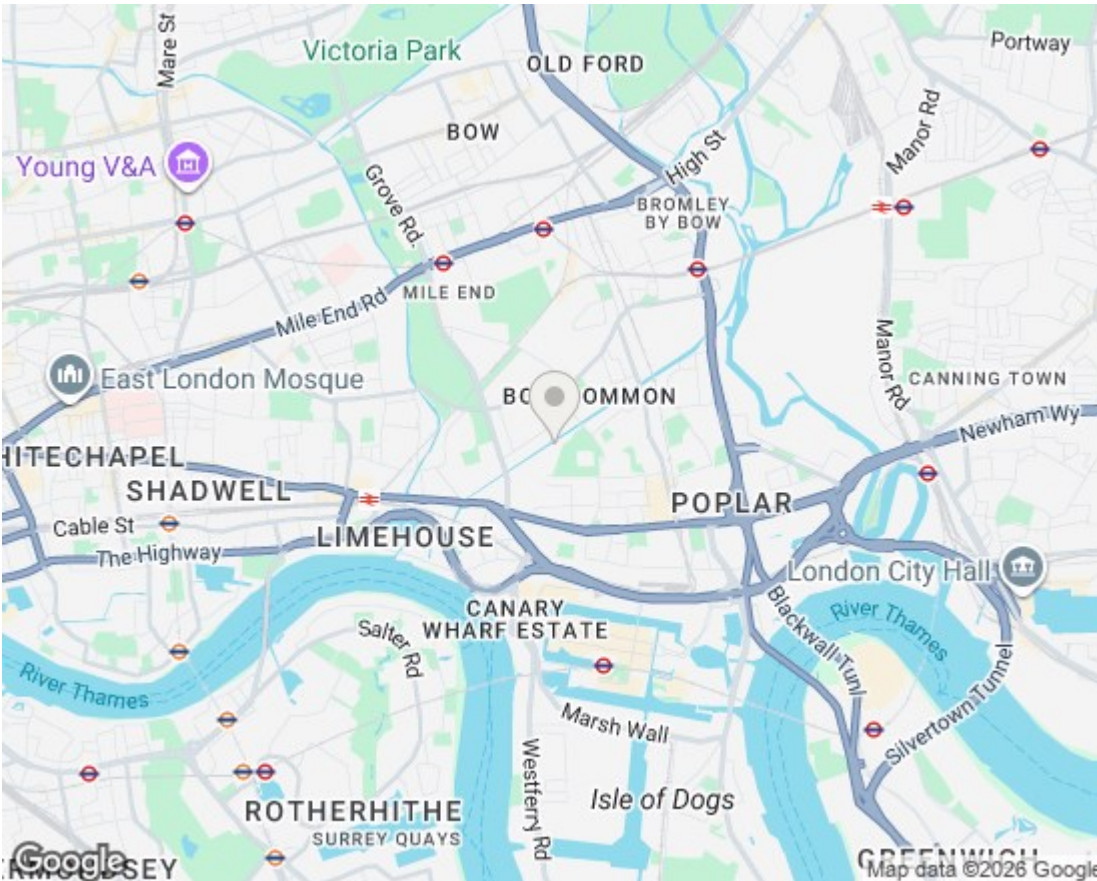 Mare St
Victoria Park
OLD FORD
Portway
BOW
High St
Manor Rd
Young V&A
Grove Rd.
BROMLEY
BY BOW
MILE END
Mile End Rd
Manor Rd
East London Mosque
BO OMMON
CANNING TOWN
Newham Wy
HITECHAPEL
SHADWELL
POPLAR
Cable St
LIMEHOUSE
The Highway
London City Hall
CANARY
WHARF ESTATE
Salter Rd
Blackwall Tunl
River Thames
River Thames
Silvertown Tunnel
Marsh Wall
Westferry Rd
Isle of Dogs
ROTHERHITHE
SURREY QUAYS
Google
ERMONDSEY
GREENWICH
Map data ©2026 Google